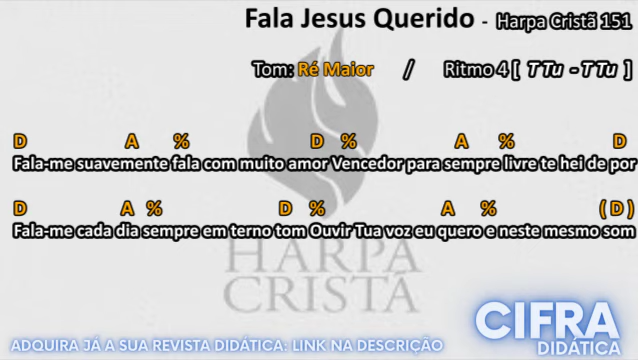 Fala Jesus Querido - Harpa Cristã 151
Tom: Ré Maior / Ritmo 4 [ T Tu - T Tu ]
D A % D % A % D
Fala-me suavemente fala com muito amor Vencedor para sempre livre te hei de por
D A % D % A % ( D )
Fala-me cada dia sempre em terno tom Ouvir Tua voz eu quero e neste mesmo som
HARPA
CRISTÃ
CIFRA
DIDÁTICA
ADQUIRA JÁ A SUA REVISTA DIDÁTICA: LINK NA DESCRIÇÃO